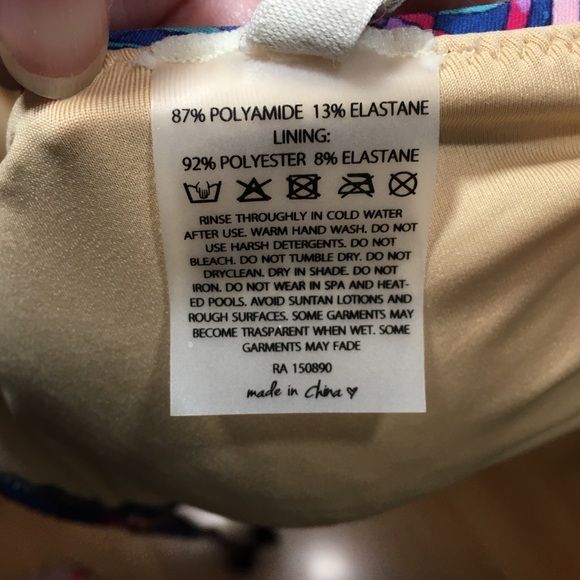 87% POLYAMIDE 13% ELASTANE
LINING:
92% POLYESTER 8% ELASTANE
RINSE THROUGHLY IN COLD WATER
AFTER USE. WARM HAND WASH. DO NOT
USE HARSH DETERGENTS. DO NOT
BLEACH. DO NOT TUMBLE DRY. DO NOT
DRYCLEAN. DRY IN SHADE. DO NOT
IRON. DO NOT WEAR IN SPA AND HEAT-
ED POOLS. AVOID SUNTAN LOTIONS AND
ROUGH SURFACES. SOME GARMENTS MAY
BECOME TRASPARENT WHEN WET. SOME
GARMENTS MAY FADE
RA 150890
made in China